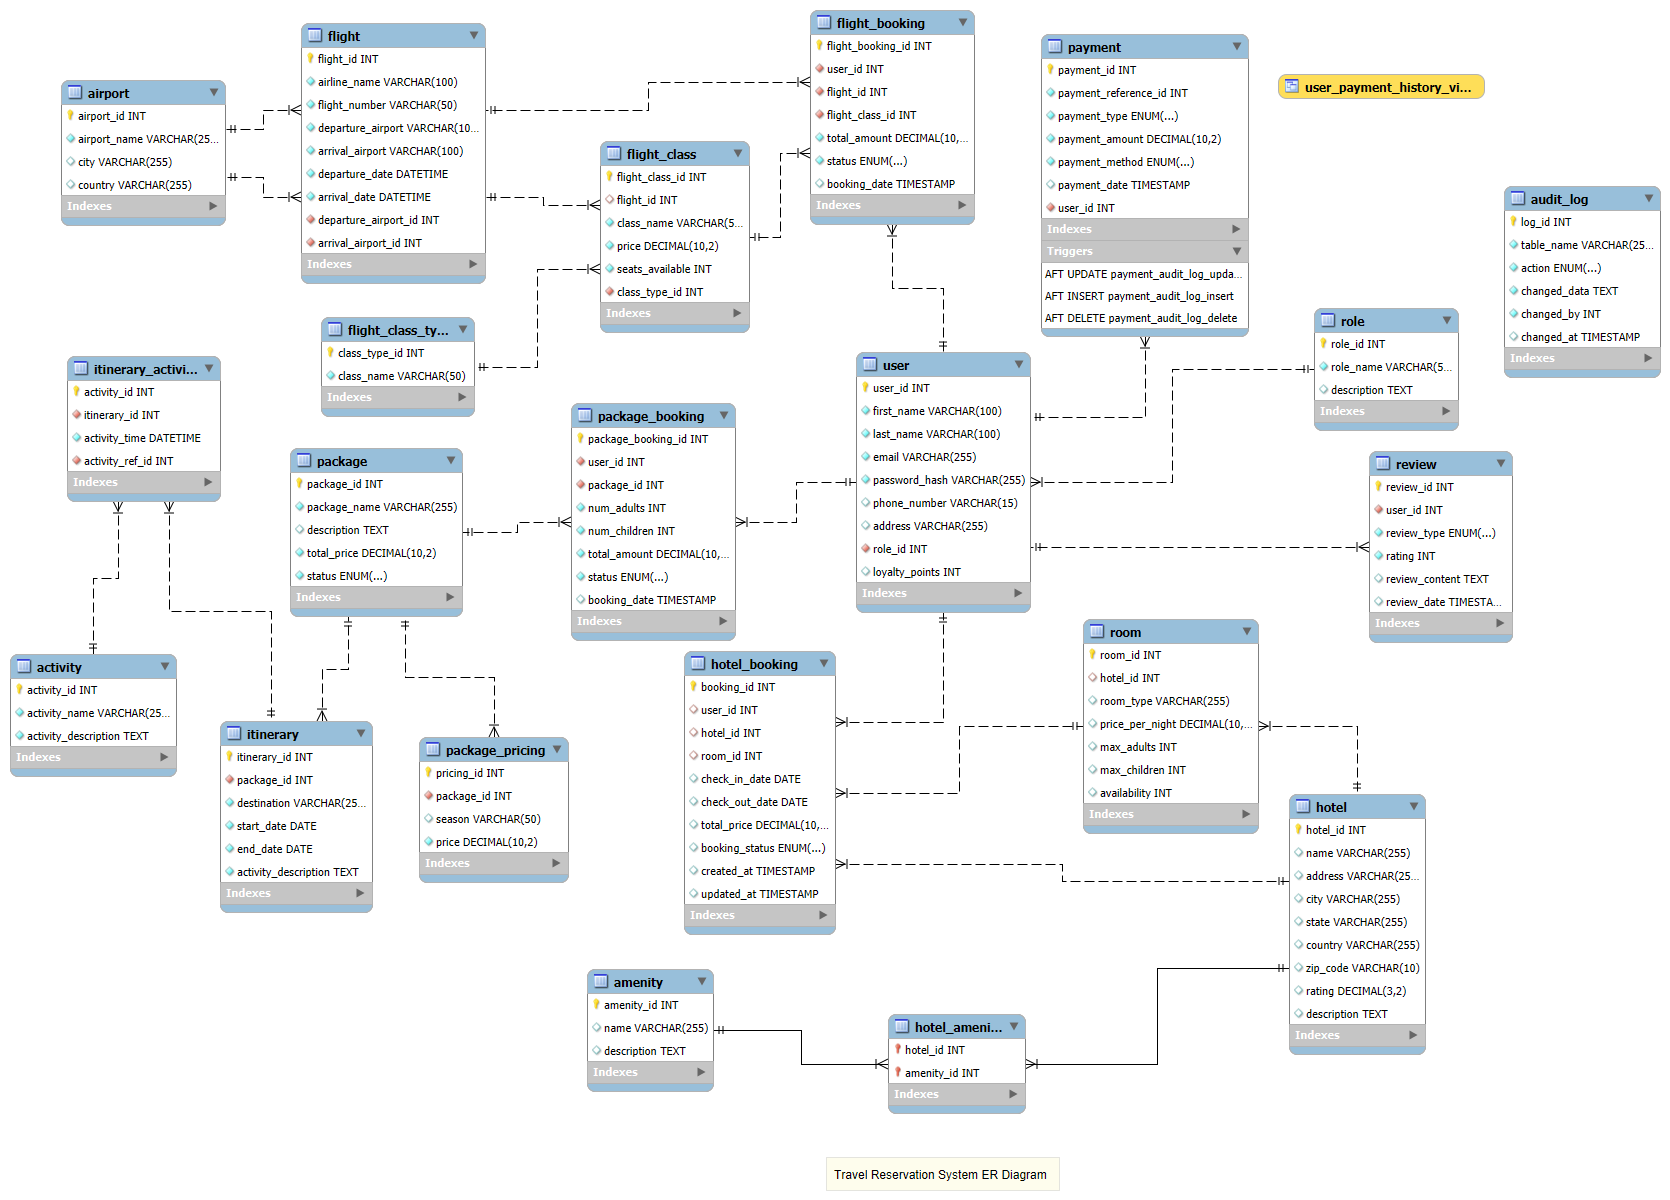 airport
airport_id INT
airport_name VARCHAR(25...
city VARCHAR(255)
country VARCHAR(255)
Indexes
flight
flight_id INT
airline_name VARCHAR(100)
flight_number VARCHAR(50)
departure_airport VARCHAR(10...
arrival_airport VARCHAR(100)
departure_date DATETIME
arrival_date DATETIME
departure_airport_id INT
arrival_airport_id INT
Indexes
flight_booking
flight_booking_id INT
user_id INT
flight_id INT
flight_class_id INT
total_amount DECIMAL(10,...
status ENUM(...)
booking_date TIMESTAMP
Indexes
payment
payment_id INT
payment_reference_id INT
payment_type ENUM(...)
payment_amount DECIMAL(10,2)
payment_method ENUM(...)
payment_date TIMESTAMP
user_id INT
Indexes
Triggers
AFT UPDATE payment_audit_log_upda...
AFT INSERT payment_audit_log_insert
AFT DELETE payment_audit_log_delete
user_payment_history_vi...
audit_log
log_id INT
table_name VARCHAR(25...
action ENUM(...)
changed_data TEXT
changed_by INT
changed_at TIMESTAMP
Indexes
flight_class
flight_class_id INT
flight_id INT
class_name VARCHAR(5...
price DECIMAL(10,2)
seats_available INT
class_type_id INT
Indexes
flight_class_ty...
class_type_id INT
class_name VARCHAR(50)
Indexes
role
role_id INT
role_name VARCHAR(5...
description TEXT
Indexes
itinerary_activi...
activity_id INT
itinerary_id INT
activity_time DATETIME
activity_ref_id INT
Indexes
user
user_id INT
first_name VARCHAR(100)
last_name VARCHAR(100)
email VARCHAR(255)
password_hash VARCHAR(255)
phone_number VARCHAR(15)
address VARCHAR(255)
role_id INT
loyalty_points INT
Indexes
package_booking
package_booking_id INT
user_id INT
package_id INT
num_adults INT
num_children INT
total_amount DECIMAL(10,...
status ENUM(...)
booking_date TIMESTAMP
Indexes
package
package_id INT
package_name VARCHAR(255)
description TEXT
total_price DECIMAL(10,2)
status ENUM(...)
Indexes
review
review_id INT
user_id INT
review_type ENUM(...)
rating INT
review_content TEXT
review_date TIMESTA...
Indexes
activity
activity_id INT
activity_name VARCHAR(25...
activity_description TEXT
Indexes
itinerary
itinerary_id INT
package_id INT
destination VARCHAR(25...
start_date DATE
end_date DATE
activity_description TEXT
Indexes
package_pricing
pricing_id INT
package_id INT
season VARCHAR(50)
price DECIMAL(10,2)
Indexes
hotel_booking
booking_id INT
user_id INT
hotel_id INT
room_id INT
check_in_date DATE
check_out_date DATE
total_price DECIMAL(10,...
booking_status ENUM(...)
created_at TIMESTAMP
updated_at TIMESTAMP
Indexes
room
room_id INT
hotel_id INT
room_type VARCHAR(255)
price_per_night DECIMAL(10,...
max_adults INT
max_children INT
availability INT
Indexes
hotel
hotel_id INT
name VARCHAR(255)
address VARCHAR(25...
city VARCHAR(255)
state VARCHAR(255)
country VARCHAR(255)
zip_code VARCHAR(10)
rating DECIMAL(3,2)
description TEXT
Indexes
amenity
amenity_id INT
name VARCHAR(255)
description TEXT
Indexes
hotel_ameni...
hotel_id INT
amenity_id INT
Indexes
Travel Reservation System ER Diagram